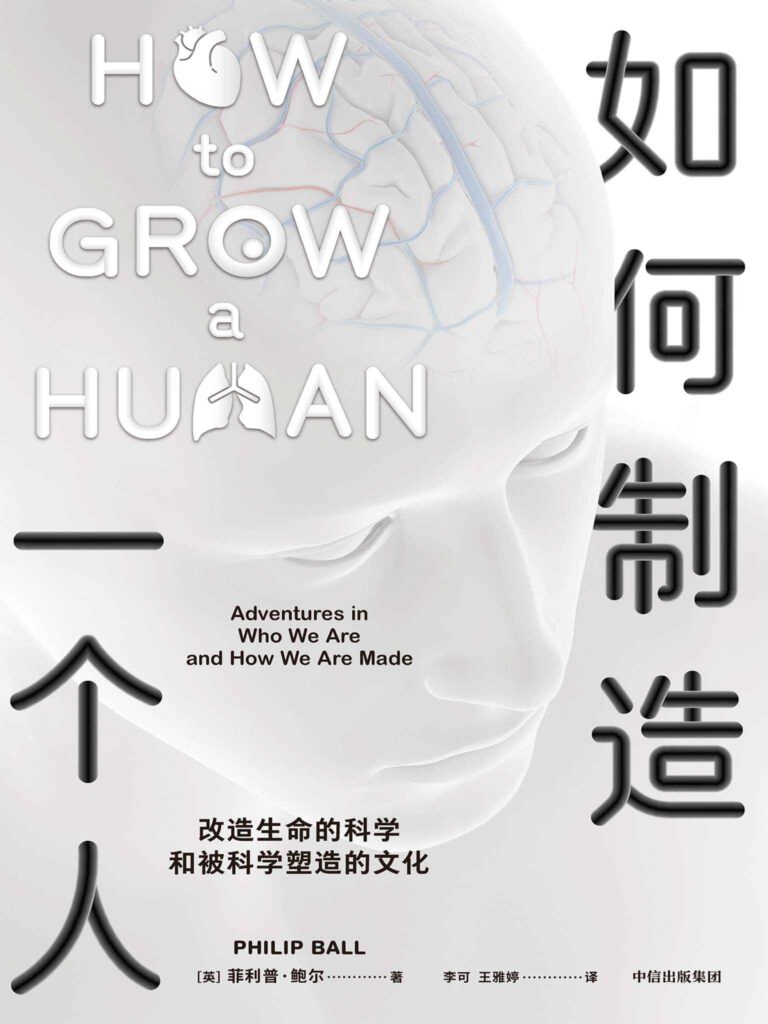 HOW
to
GROW
a
HUMAN
如何制造
一个人
Adventures in
Who We Are
and How We Are Made
改造生命的科学
和被科学塑造的文化
PHILIP BALL
[英] 菲利普·鲍尔············著 李可 王雅婷············译 中信出版集团